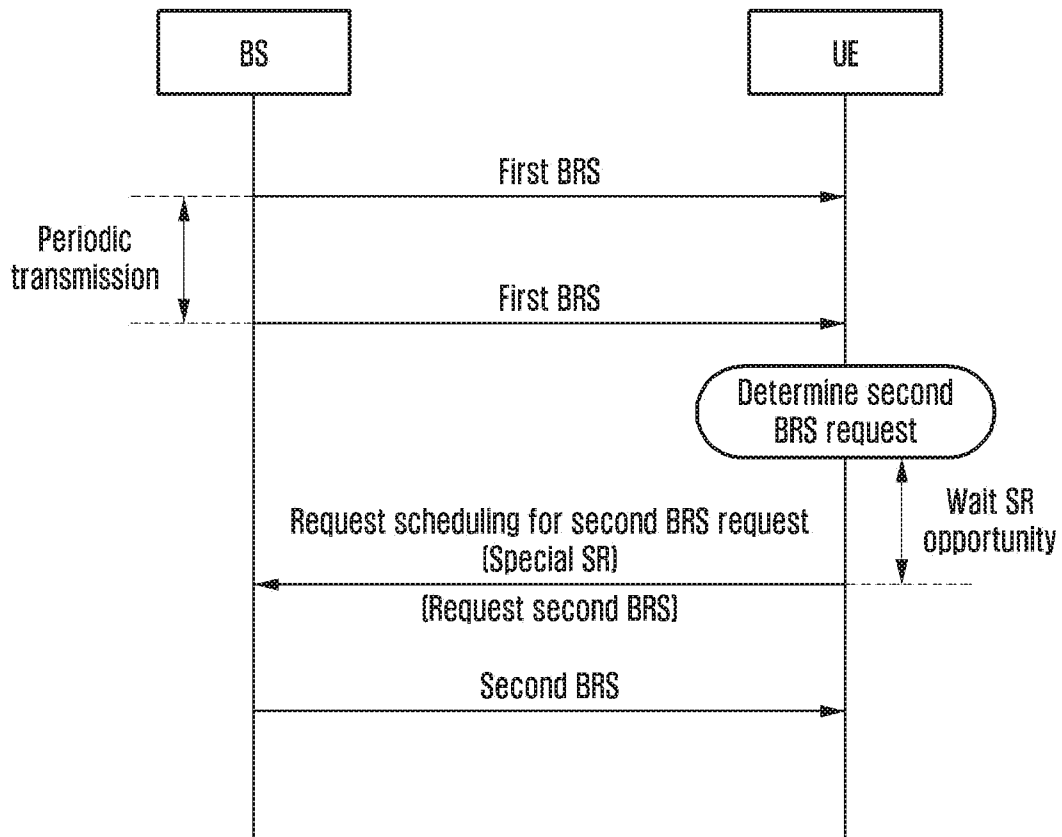 BS
UE
First BRS
Periodic
transmission
First BRS
Determine second
BRS request
Wait SR
opportunity
Request scheduling for second BRS request
(Special SR)
(Request second BRS)
Second BRS